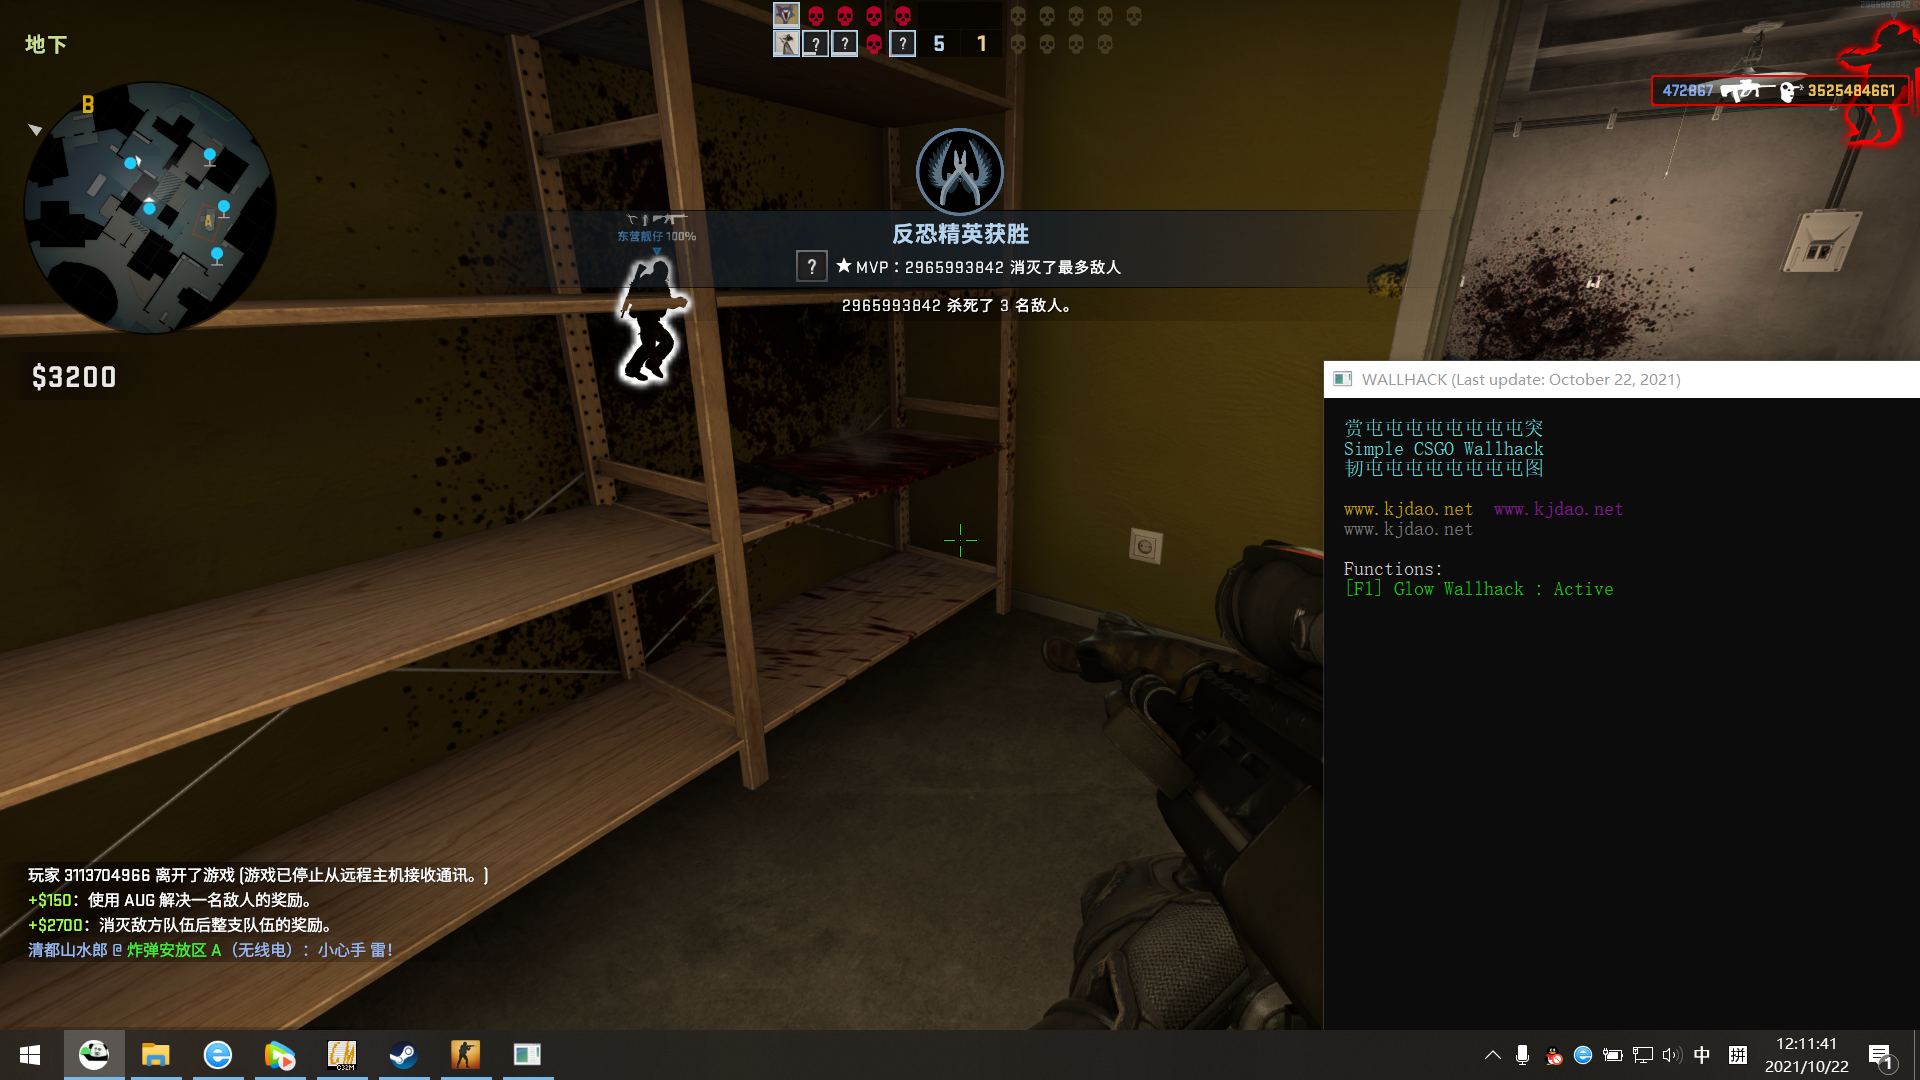 地下
B
A
? ? ? 5 1
472867 3525484661
东营靓仔 100%
反恐精英获胜
? ★ MVP：2965993842 消灭了最多敌人
2965993842 杀死了 3 名敌人。
$3200
WALLHACK (Last update: October 22, 2021)
赏屯屯屯屯屯屯屯屯突
Simple CSGO Wallhack
韧屯屯屯屯屯屯屯屯图
www.kjdao.net www.kjdao.net
www.kjdao.net
Functions:
[F1] Glow Wallhack : Active
玩家 3113704966 离开了游戏 (游戏已停止从远程主机接收通讯。)
+$150：使用 AUG 解决一名敌人的奖励。
+$2700：消灭敌方队伍后整支队伍的奖励。
清都山水郎 @ 炸弹安放区 A（无线电）：小心手 雷！
C32M
中 拼
12:11:41
2021/10/22
1